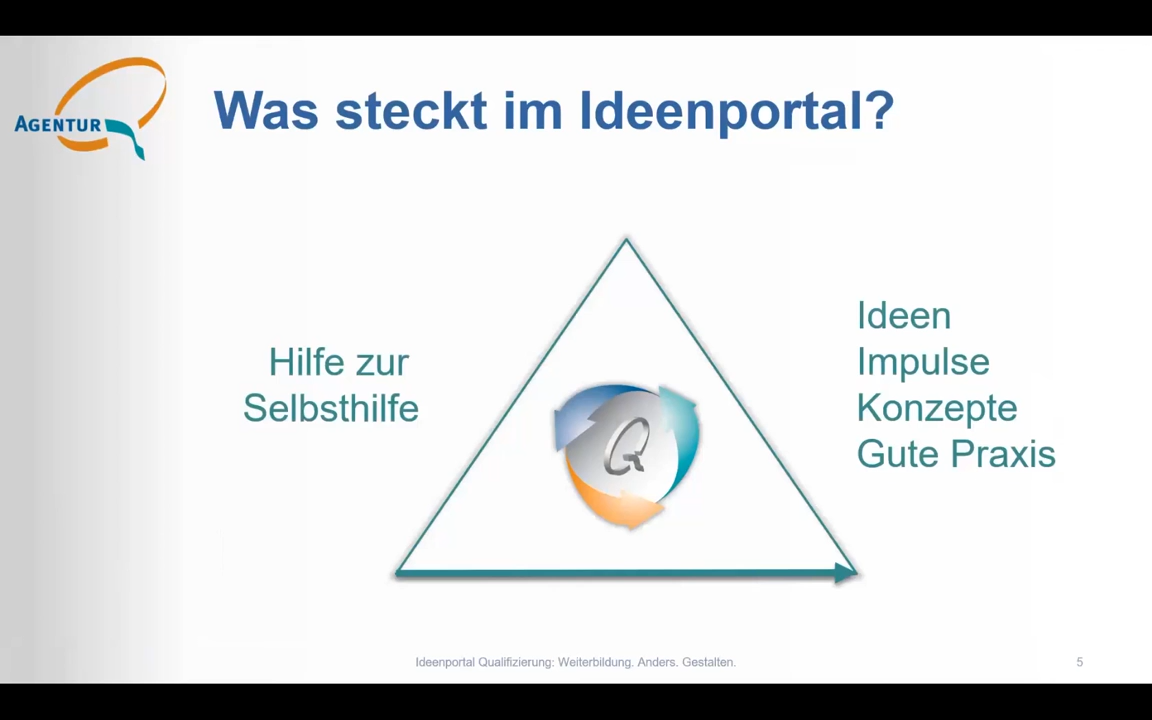 AGENTUR
Was steckt im Ideenportal?
Hilfe zur
Selbsthilfe
Ideen
Impulse
Konzepte
Gute Praxis
Q
Ideenportal Qualifizierung: Weiterbildung. Anders. Gestalten.
5